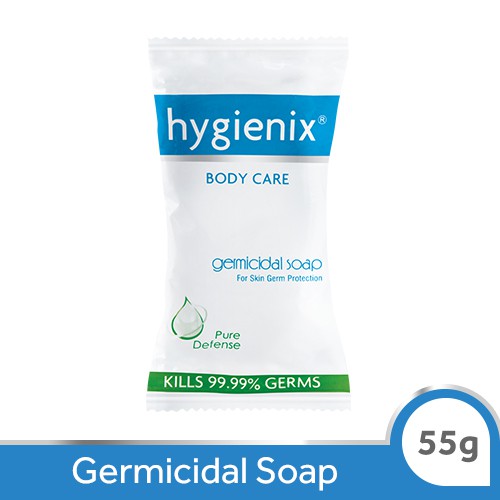 hygienix®
BODY CARE
germicidal soap
For Skin Germ Protection
Pure
Defense
KILLS 99.99% GERMS
55g
Germicidal Soap